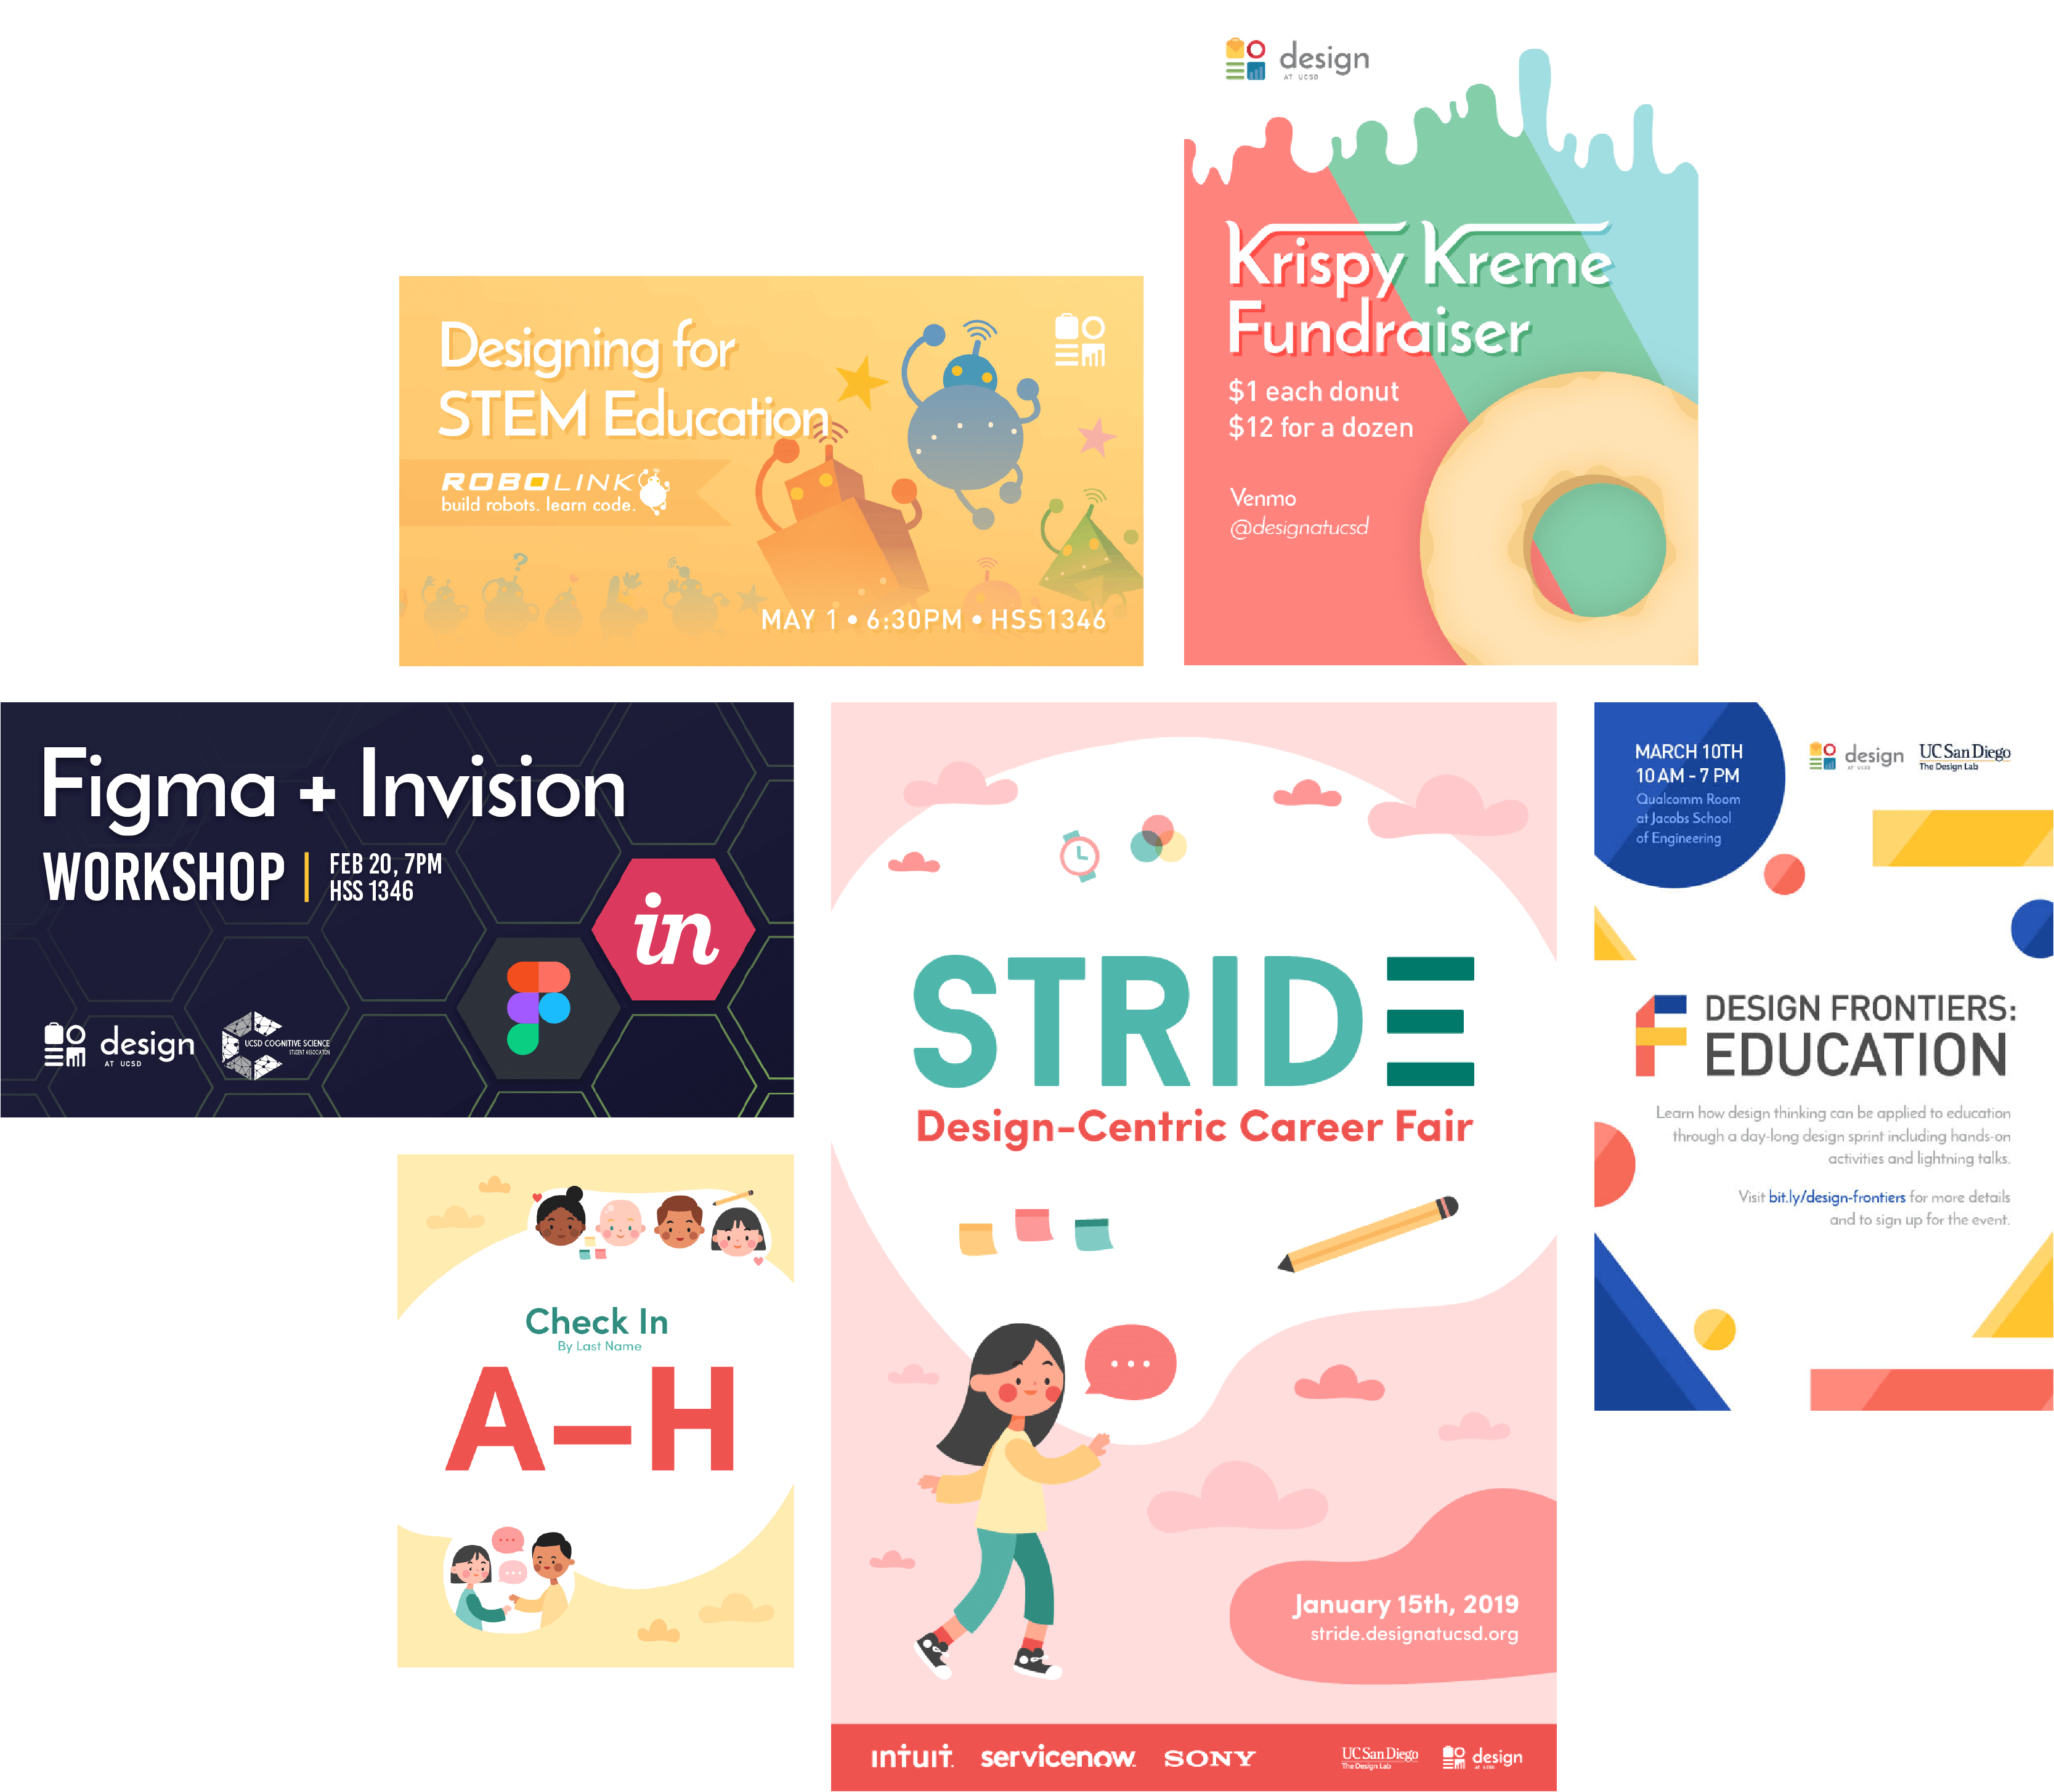 design
AT UCSD
Krispy Kreme
Fundraiser
$1 each donut
$12 for a dozen
Venmo
@designatucsd
Designing for
STEM Education
ROBOLINK
build robots. learn code.
?
MAY 1 • 6:30PM • HSS1346
Figma + Invision
WORKSHOP
FEB 20, 7PM
HSS 1346
in
design
AT UCSD
UCSD COGNITIVE SCIENCE
STUDENT ASSOCIATION
STRIDE
Design-Centric Career Fair
January 15th, 2019
stride.designatucsd.org
intuit.
servicenow
SONY
UC San Diego
The Design Lab
design
AT UCSD
MARCH 10TH
10 AM - 7 PM
Qualcomm Room
at Jacobs School
of Engineering
design
AT UCSD
UC San Diego
The Design Lab
F
DESIGN FRONTIERS:
EDUCATION
Learn how design thinking can be applied to education
through a day-long design sprint including hands-on
activities and lightning talks.
Visit bit.ly/design-frontiers for more details
and to sign up for the event.
Check In
By Last Name
A–H